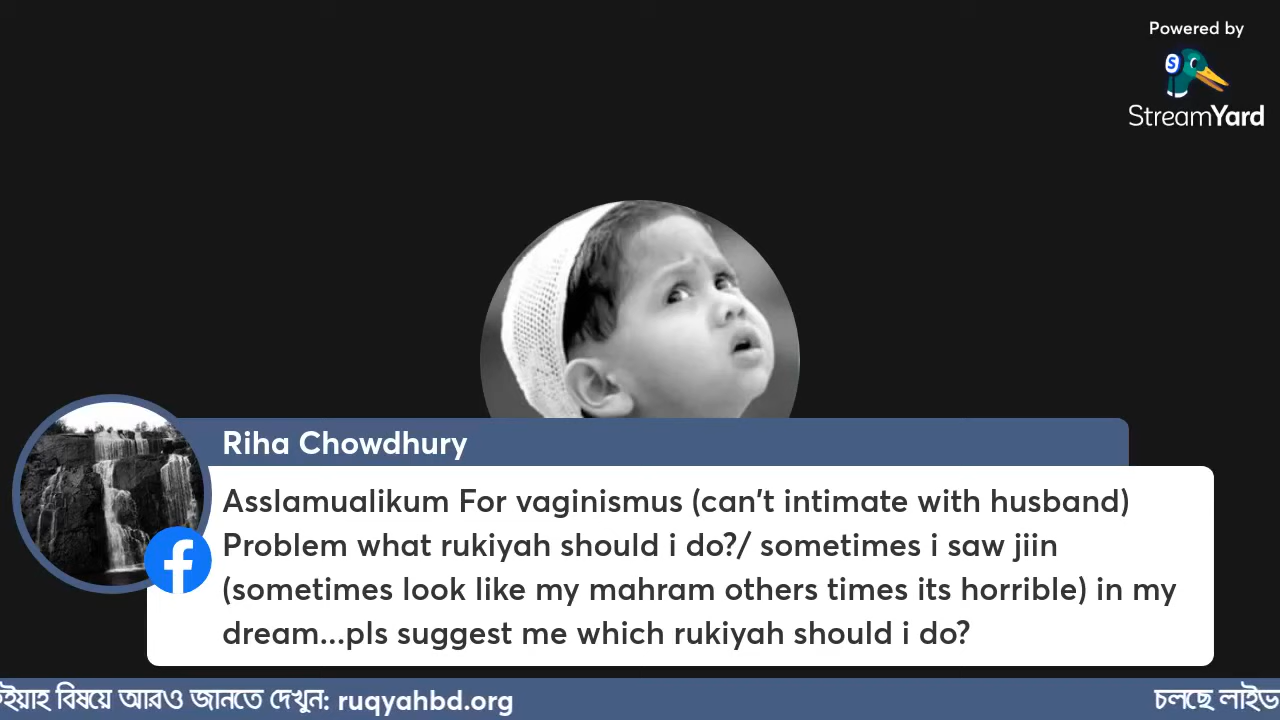 Powered by
StreamYard
Riha Chowdhury
Asslamualikum For vaginismus (can't intimate with husband)
Problem what rukiyah should i do?/ sometimes i saw jiin
(sometimes look like my mahram others times its horrible) in my
dream...pls suggest me which rukiyah should i do?
বিষয়ে আরও জানতে দেখুন: ruqyahbd.org
চলছে লাইভ